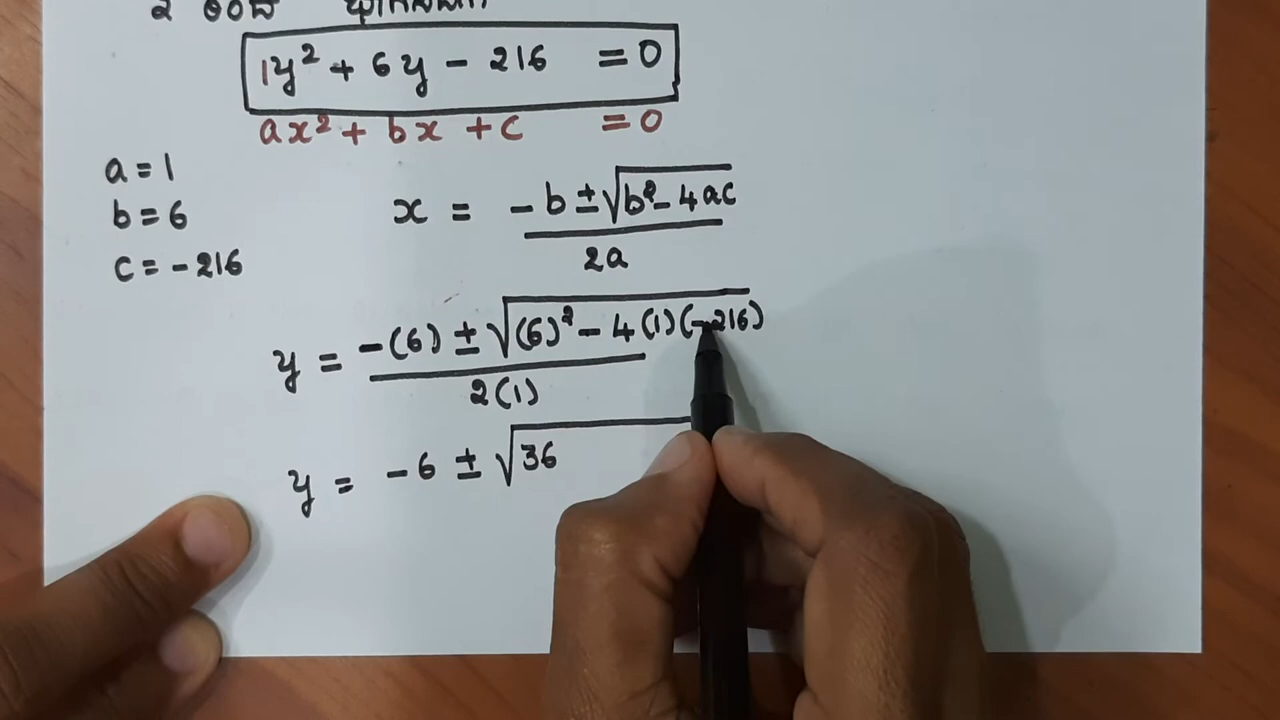 2
1y² + 6y - 216 = 0
ax² + bx + c = 0
a = 1
b = 6
c = -216
x = -b ± √b² - 4ac / 2a
y = -(6) ± √(6)² - 4(1)(-216) / 2(1)
y = -6 ± √36